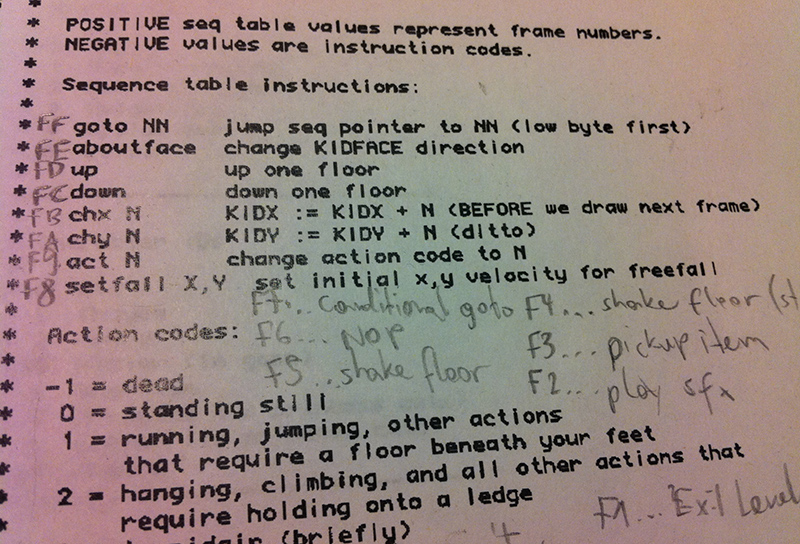 * POSITIVE seq table values represent frame numbers.
* NEGATIVE values are instruction codes.
*
* Sequence table instructions:
*
* FF goto NN jump seq pointer to NN (low byte first)
* FE aboutface change KIDFACE direction
* FD up up one floor
* FC down down one floor
* FB chx N KIDX := KIDX + N (BEFORE we draw next frame)
* FA chy N KIDY := KIDY + N (ditto)
* F9 act N change action code to N
* F8 setfall X,Y set initial x,y velocity for freefall
* F7... Conditional goto F4... shake floor (st
* Action codes: F6... NOP
F3... pickup item
* F5... shake floor
F2... play sfx
* -1 = dead
* 0 = standing still
* 1 = running, jumping, other actions
* that require a floor beneath your feet
* 2 = hanging, climbing, and all other actions that
* require holding onto a ledge
F1... Exit Level
(briefly) 4